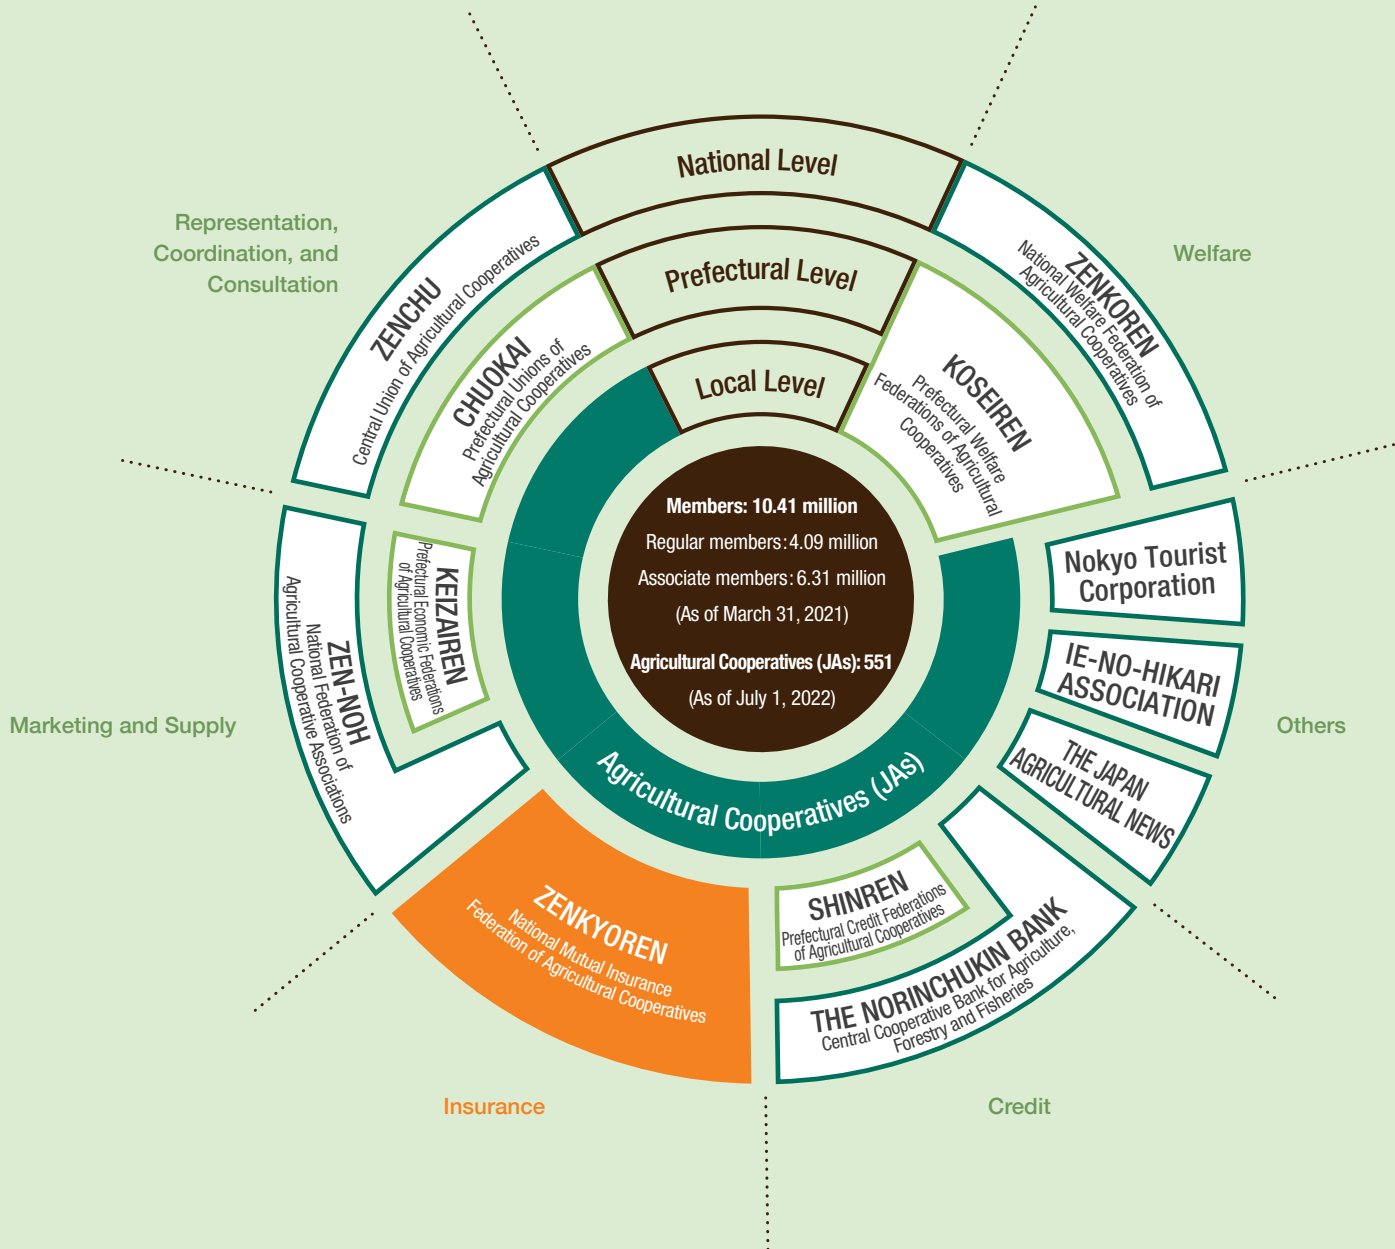 National Level
Prefectural Level
Local Level
Representation,
Coordination, and
Consultation
ZENCHU
Central Union of Agricultural Cooperatives
CHUOKAI
Prefectural Unions of
Agricultural Cooperatives
Welfare
ZENKOREN
National Welfare Federation of
Agricultural Cooperatives
KOSEIREN
Prefectural Welfare
Federations of Agricultural
Cooperatives
Members: 10.41 million
Regular members: 4.09 million
Associate members: 6.31 million
(As of March 31, 2021)
Agricultural Cooperatives (JAs): 551
(As of July 1, 2022)
Agricultural Cooperatives (JAs)
Marketing and Supply
ZEN-NOH
National Federation of
Agricultural Cooperative Associations
KEIZAIREN
Prefectural Economic Federations
of Agricultural Cooperatives
Others
Nokyo Tourist
Corporation
IE-NO-HIKARI
ASSOCIATION
THE JAPAN
AGRICULTURAL NEWS
Insurance
ZENKYOREN
National Mutual Insurance
Federation of Agricultural Cooperatives
Credit
SHINREN
Prefectural Credit Federations
of Agricultural Cooperatives
THE NORINCHUKIN BANK
Central Cooperative Bank for Agriculture,
Forestry and Fisheries